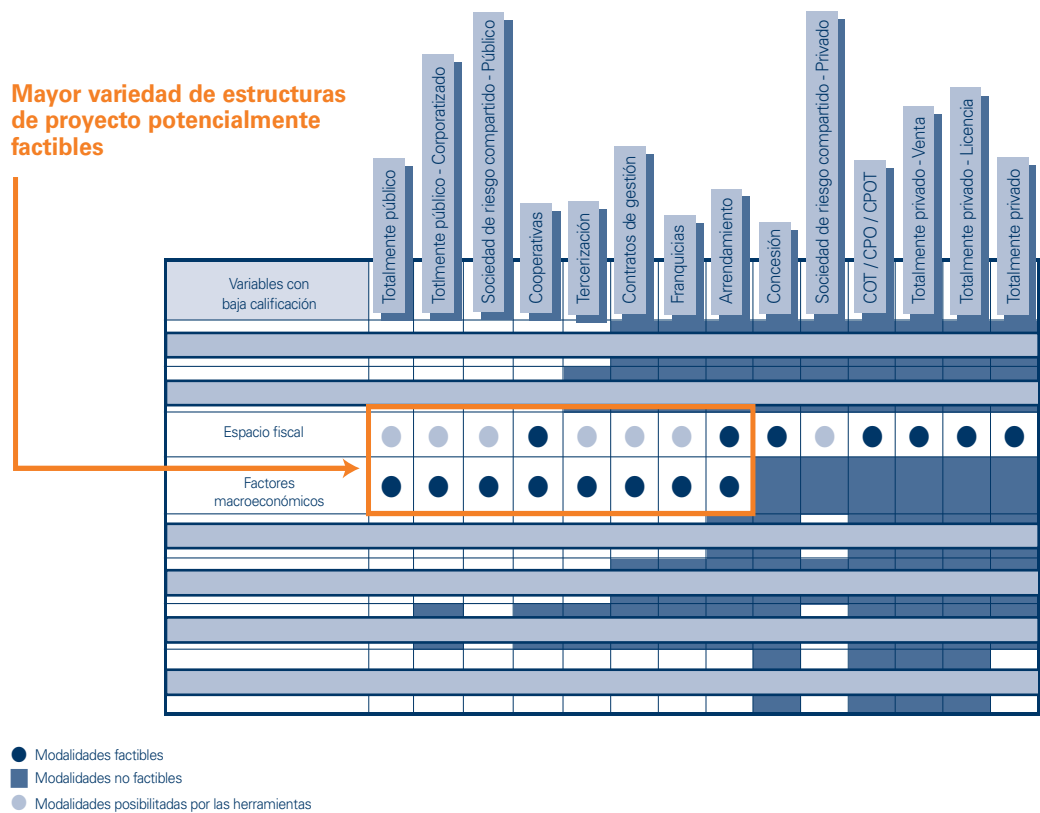 Mayor variedad de estructuras
de proyecto potencialmente
factibles
Variables con
baja calificación
Totalmente público
Totlmente público - Corporatizado
Sociedad de riesgo compartido - Público
Cooperativas
Tercerización
Contratos de gestión
Franquicias
Arrendamiento
Concesión
Sociedad de riesgo compartido - Privado
COT / CPO / CPOT
Totalmente privado - Venta
Totalmente privado - Licencia
Totalmente privado
Espacio fiscal
Factores
macroeconómicos
Modalidades factibles
Modalidades no factibles
Modalidades posibilitadas por las herramientas